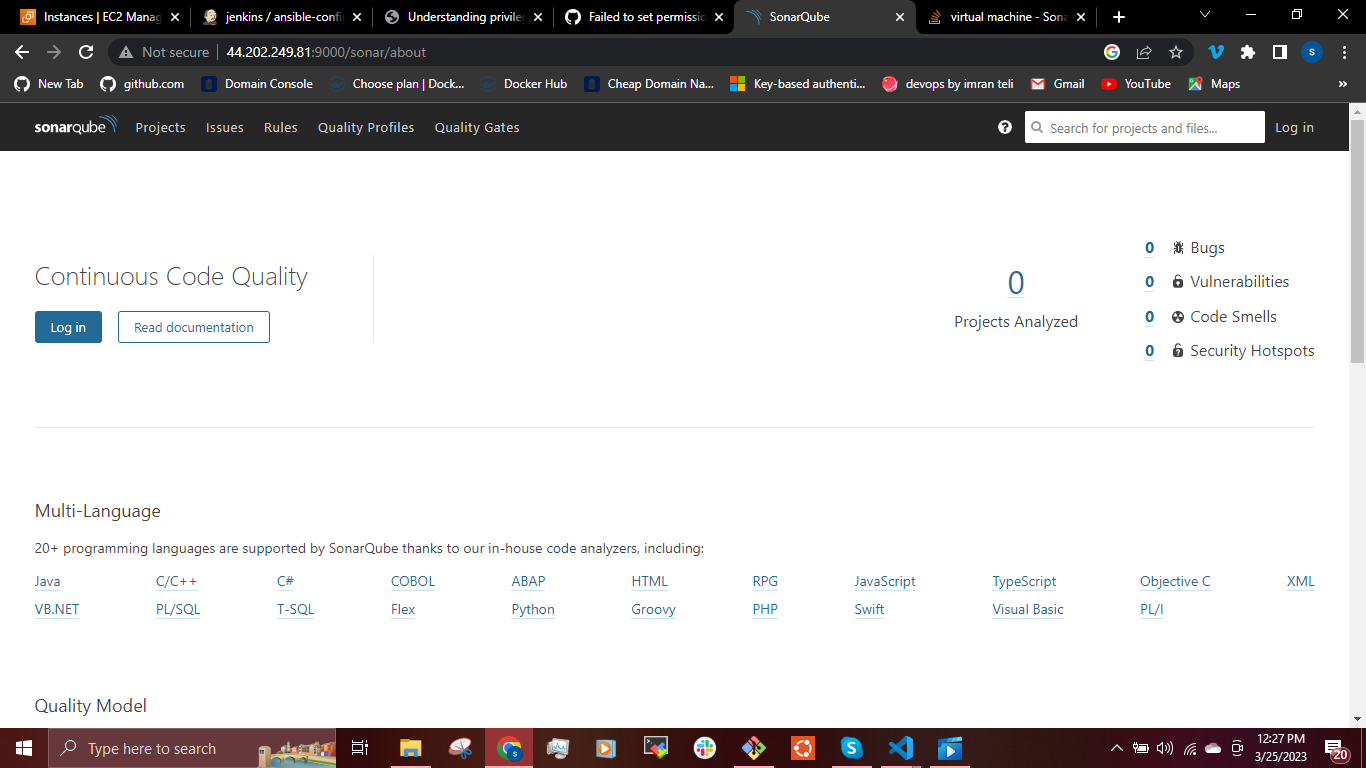 Instances | EC2 Manag
jenkins / ansible-confi
Understanding privileg
Failed to set permissio
SonarQube
virtual machine - Sona
Not secure
44.202.249.81:9000/sonar/about
s
New Tab
github.com
Domain Console
Choose plan | Dock...
Docker Hub
Cheap Domain Na...
Key-based authenti...
devops by imran teli
Gmail
YouTube
Maps
»
sonarqube
Projects
Issues
Rules
Quality Profiles
Quality Gates
Search for projects and files...
Log in
Continuous Code Quality
Log in
Read documentation
0
Projects Analyzed
0 Bugs
0 Vulnerabilities
0 Code Smells
0 Security Hotspots
Multi-Language
20+ programming languages are supported by SonarQube thanks to our in-house code analyzers, including:
Java C/C++ C# COBOL ABAP HTML RPG JavaScript TypeScript Objective C XML
VB.NET PL/SQL T-SQL Flex Python Groovy PHP Swift Visual Basic PL/I
Quality Model
Type here to search
12:27 PM
3/25/2023
20